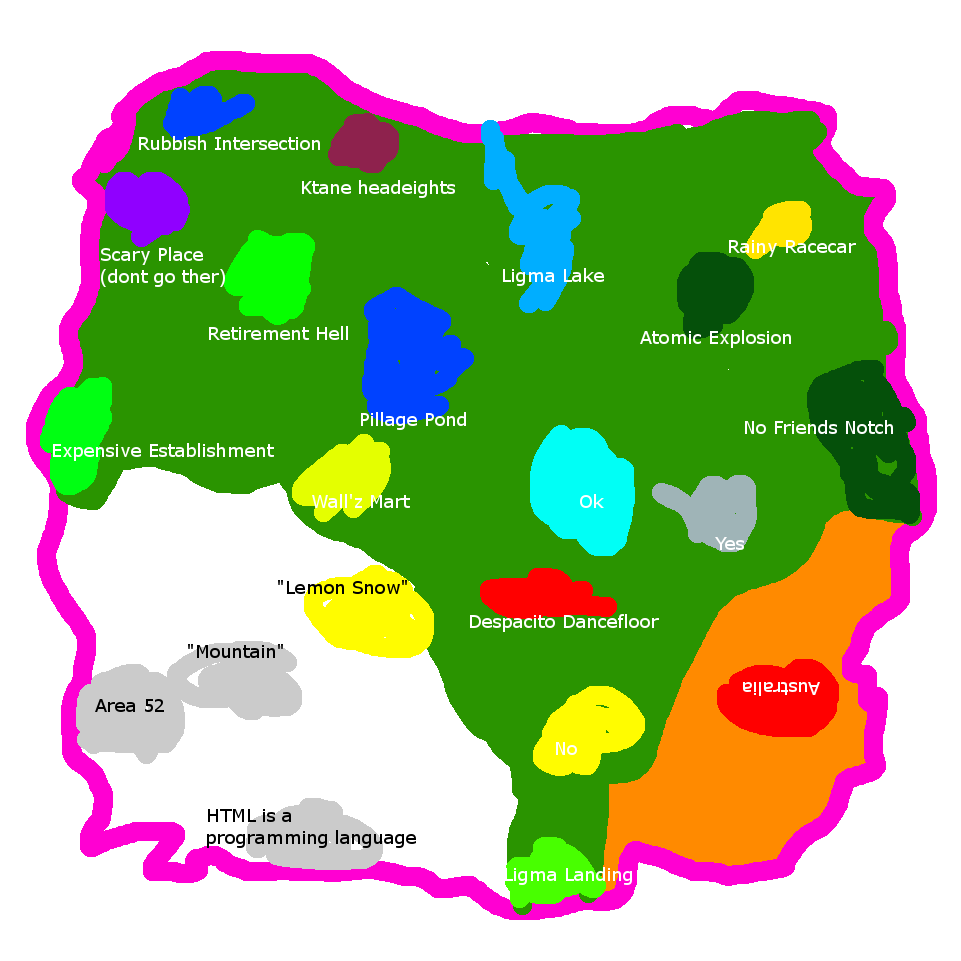 Rubbish Intersection
Ktane headeights
Scary Place
(dont go ther)
Ligma Lake
Rainy Racecar
Retirement Hell
Atomic Explosion
Pillage Pond
No Friends Notch
Expensive Establishment
Wall'z Mart
Ok
Yes
"Lemon Snow"
Despacito Dancefloor
"Mountain"
Australia
Area 52
No
HTML is a
programming language
Ligma Landing